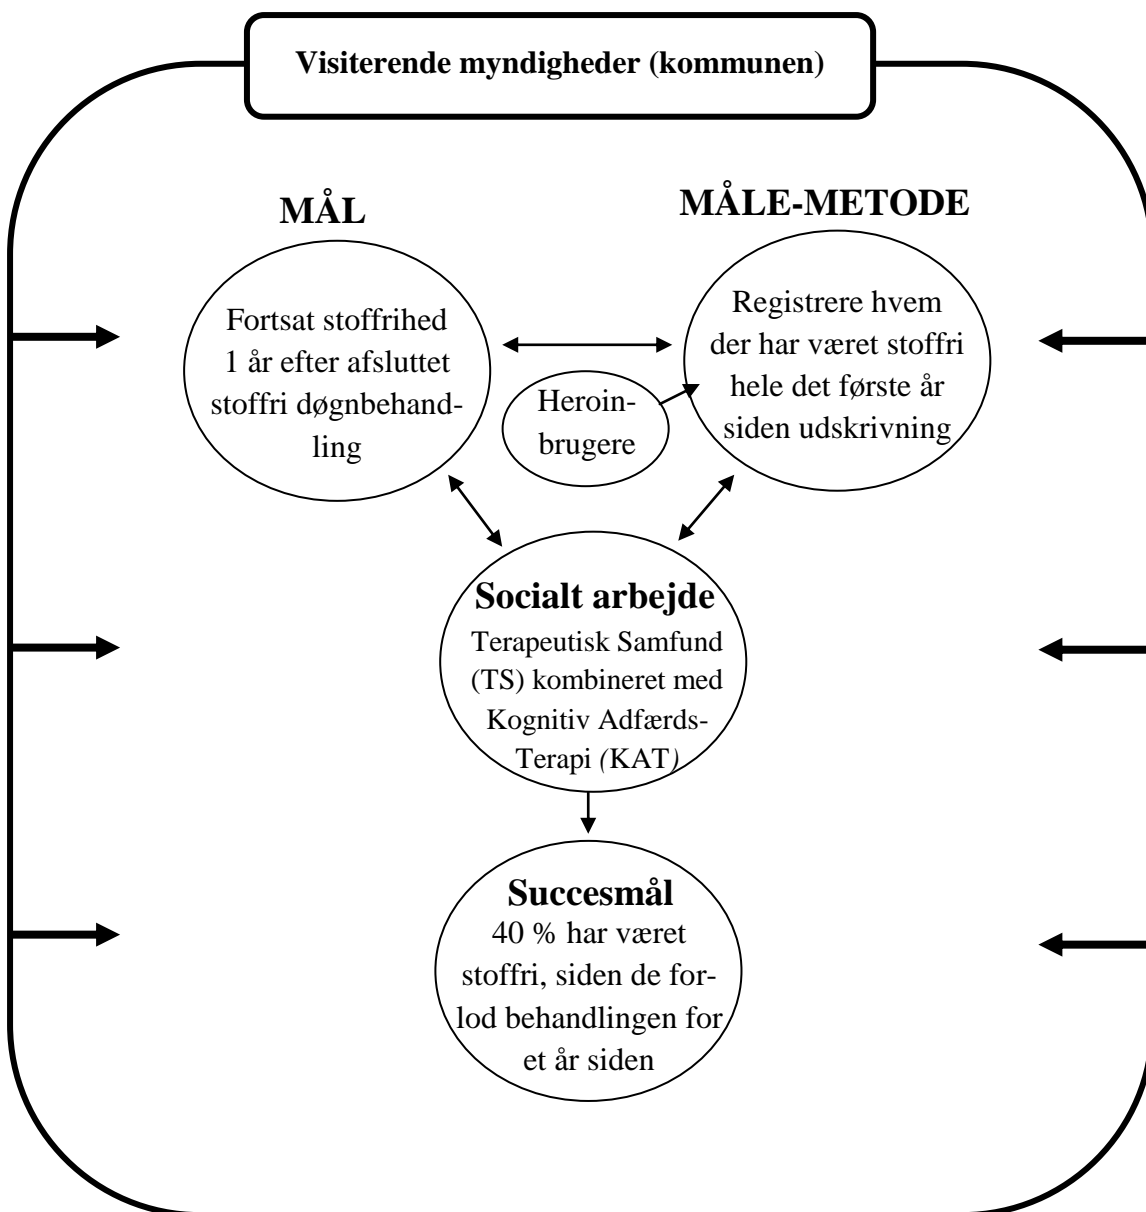 Visiterende myndigheder (kommunen)
MÅL
Fortsat stoffrihed
1 år efter afsluttet
stoffri døgnbehand-
ling
MÅLE-METODE
Registrere hvem
der har været stoffri
hele det første år
siden udskrivning
Heroin-
brugere
Socialt arbejde
Terapeutisk Samfund
(TS) kombineret med
Kognitiv Adfærds-
Terapi (KAT)
Succesmål
40 % har været
stoffri, siden de for-
lod behandlingen for
et år siden